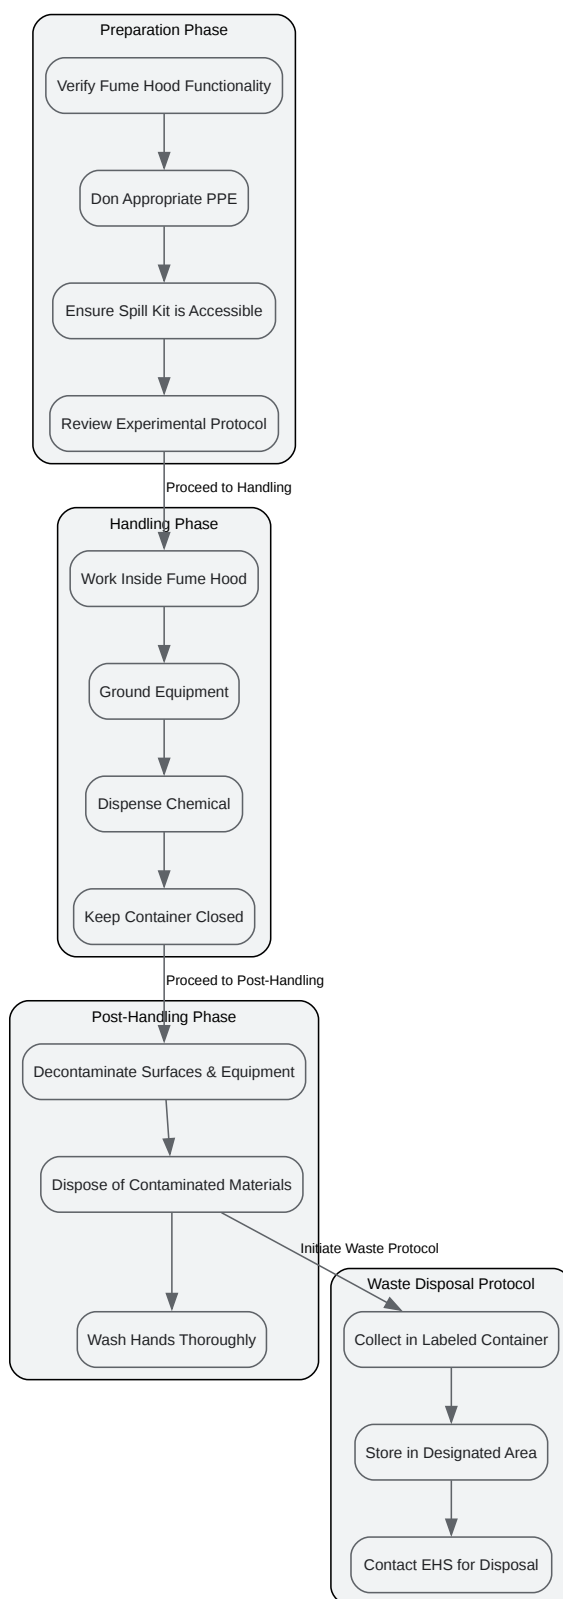 Preparation Phase
Verify Fume Hood Functionality
Don Appropriate PPE
Ensure Spill Kit is Accessible
Review Experimental Protocol
Proceed to Handling
Handling Phase
Work Inside Fume Hood
Ground Equipment
Dispense Chemical
Keep Container Closed
Proceed to Post-Handling
Post-Handling Phase
Decontaminate Surfaces & Equipment
Dispose of Contaminated Materials
Initiate Waste Protocol
Waste Disposal Protocol
Wash Hands Thoroughly
Collect in Labeled Container
Store in Designated Area
Contact EHS for Disposal